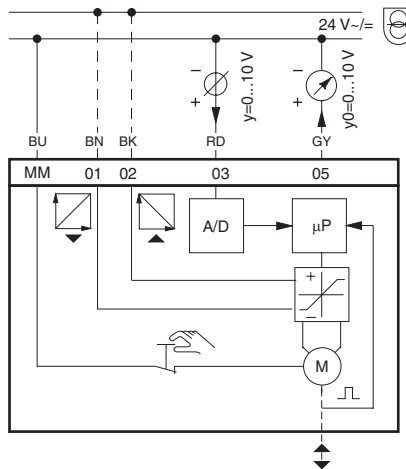 24 V~/=
− −
y=0...10 V y0=0...10 V
+ +
BU BN BK RD GY
MM 01 02 03 05
A/D µP
+
−
M